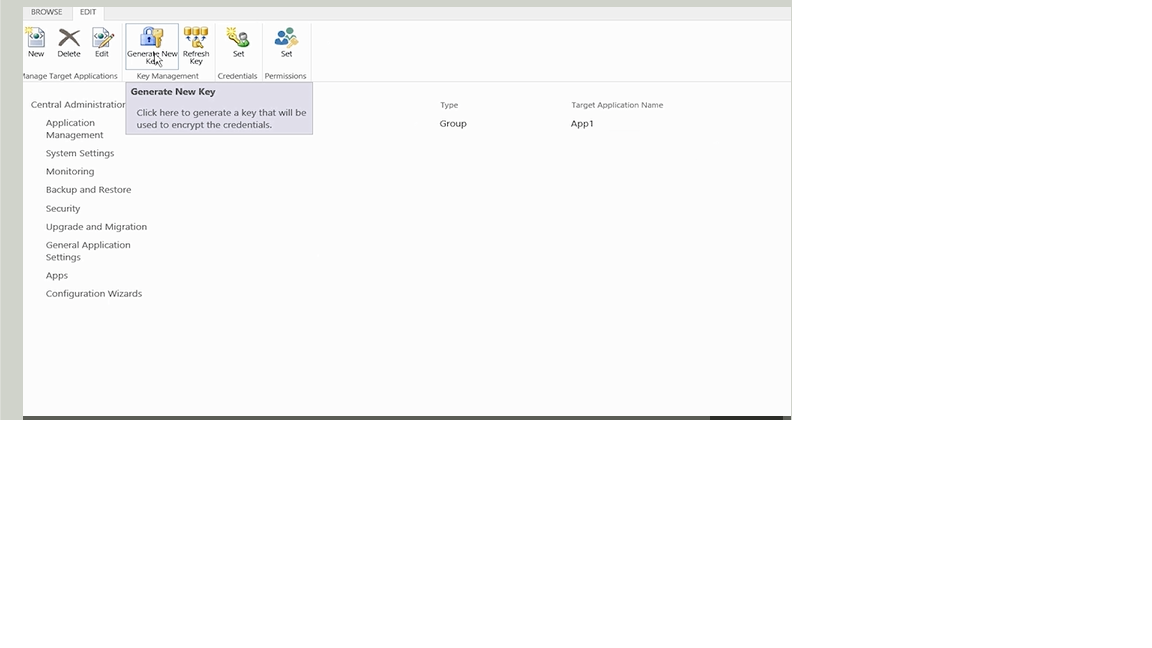 BROWSE
EDIT
New
Delete
Edit
Generate New
Key
Refresh
Key
Set
Set
Manage Target Applications
Key Management
Credentials
Permissions
Generate New Key
Click here to generate a key that will be
used to encrypt the credentials.
Central Administration
Application
Management
System Settings
Monitoring
Backup and Restore
Security
Upgrade and Migration
General Application
Settings
Apps
Configuration Wizards
Type
Target Application Name
Group
App1